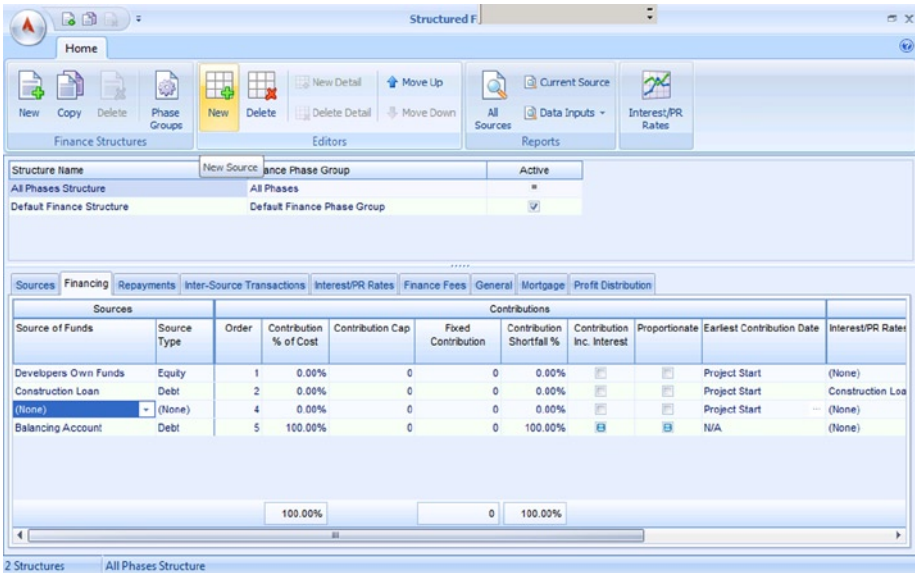 Structured F
Home
New Copy Delete Phase Groups New Delete New Detail Move Up All Sources Current Source Interest/PR Rates
Delete Detail Move Down Data Inputs
Finance Structures Editors Reports
New Source
Structure Name ance Phase Group Active
All Phases Structure All Phases
Default Finance Structure Default Finance Phase Group
Sources Financing Repayments Inter-Source Transactions Interest/PR Rates Finance Fees General Mortgage Profit Distribution
Sources Contributions
Source of Funds Source Type Order Contribution % of Cost Contribution Cap Fixed Contribution Contribution Shortfall % Contribution Inc. Interest Proportionate Earliest Contribution Date Interest/PR Rates
Developers Own Funds Equity 1 0.00% 0 0 0.00% Project Start (None)
Construction Loan Debt 2 0.00% 0 0 0.00% Project Start Construction Loa
(None) (None) 4 0.00% 0 0 0.00% Project Start ... (None)
Balancing Account Debt 5 100.00% 0 0 100.00% N/A (None)
100.00% 0 100.00%
2 Structures All Phases Structure